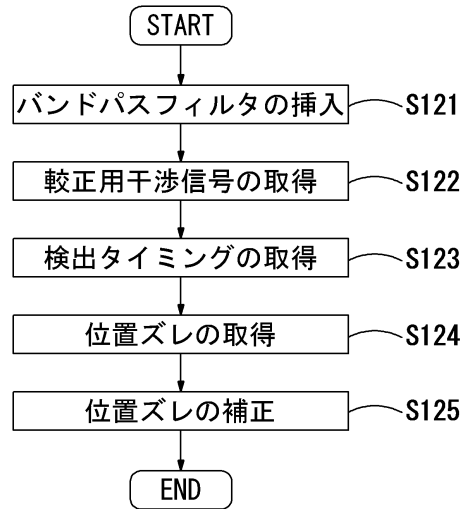 START
バンドパスフィルタの挿入 S121
較正用干渉信号の取得 S122
検出タイミングの取得 S123
位置ズレの取得 S124
位置ズレの補正 S125
END